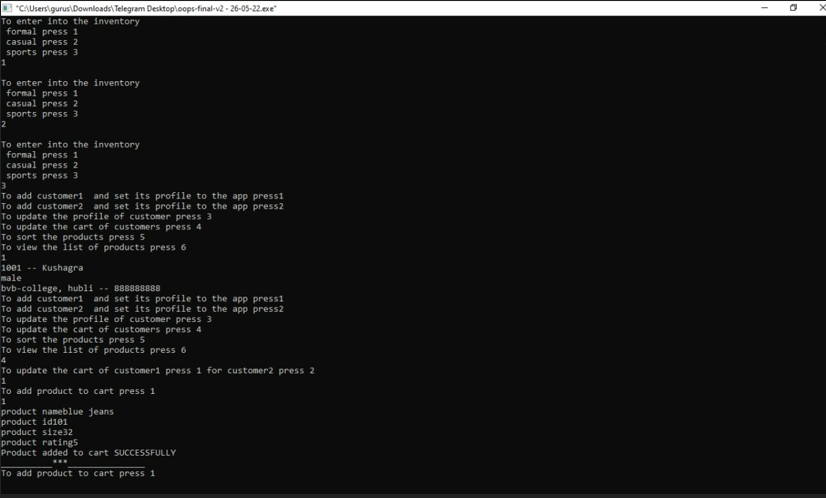 "C:\Users\gurus\Downloads\Telegram Desktop\oops-final-v2 - 26-05-22.exe"
To enter into the inventory
formal press 1
casual press 2
sports press 3
1
To enter into the inventory
formal press 1
casual press 2
sports press 3
2
To enter into the inventory
formal press 1
casual press 2
sports press 3
3
To add customer1  and set its profile to the app press1
To add customer2  and set its profile to the app press2
To update the profile of customer press 3
To update the cart of customers press 4
To sort the products press 5
To view the list of products press 6
1
1001 -- Kushagra
male
bvb-college, hubli -- 888888888
To add customer1  and set its profile to the app press1
To add customer2  and set its profile to the app press2
To update the profile of customer press 3
To update the cart of customers press 4
To sort the products press 5
To view the list of products press 6
4
To update the cart of customer1 press 1 for customer2 press 2
1
To add product to cart press 1
1
product nameblue jeans
product id101
product size32
product rating5
Product added to cart SUCCESSFULLY
__________***_______________
To add product to cart press 1